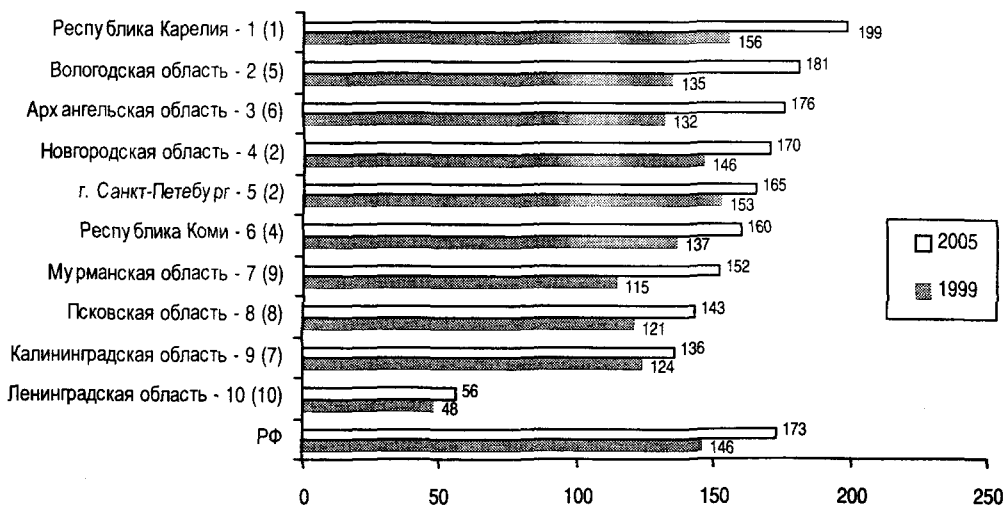 Республика Карелия - 1 (1)
199
156
Вологодская область - 2 (5)
181
135
Архангельская область - 3 (6)
176
132
Новгородская область - 4 (2)
170
146
г. Санкт-Петебург - 5 (2)
165
153
Республика Коми - 6 (4)
160
137
Мурманская область - 7 (9)
152
115
Псковская область - 8 (8)
143
121
Калининградская область - 9 (7)
136
124
Ленинградская область - 10 (10)
56
48
РФ
173
146
2005
1999
0 50 100 150 200 250